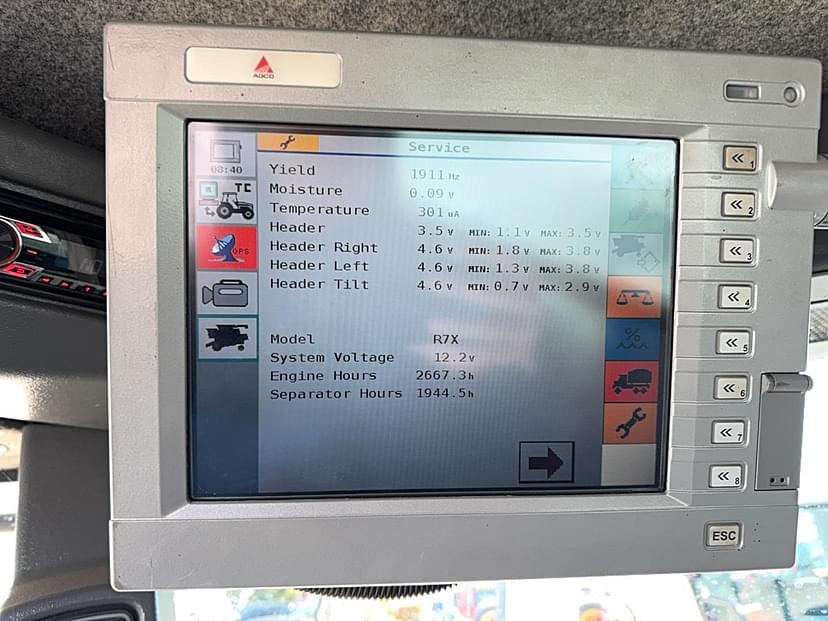 AGCO
Service
08:40
TC
GPS
Yield 1911 Hz
Moisture 0.09 V
Temperature 301 uA
Header 3.5 V MIN: 1.1 V MAX: 3.5 V
Header Right 4.6 V MIN: 1.8 V MAX: 3.8 V
Header Left 4.6 V MIN: 1.3 V MAX: 3.8 V
Header Tilt 4.6 V MIN: 0.7 V MAX: 2.9 V
Model R7X
System Voltage 12.2 V
Engine Hours 2667.3 h
Separator Hours 1944.5 h
%
<< 1
<< 2
<< 3
<< 4
<< 5
<< 6
<< 7
<< 8
ESC